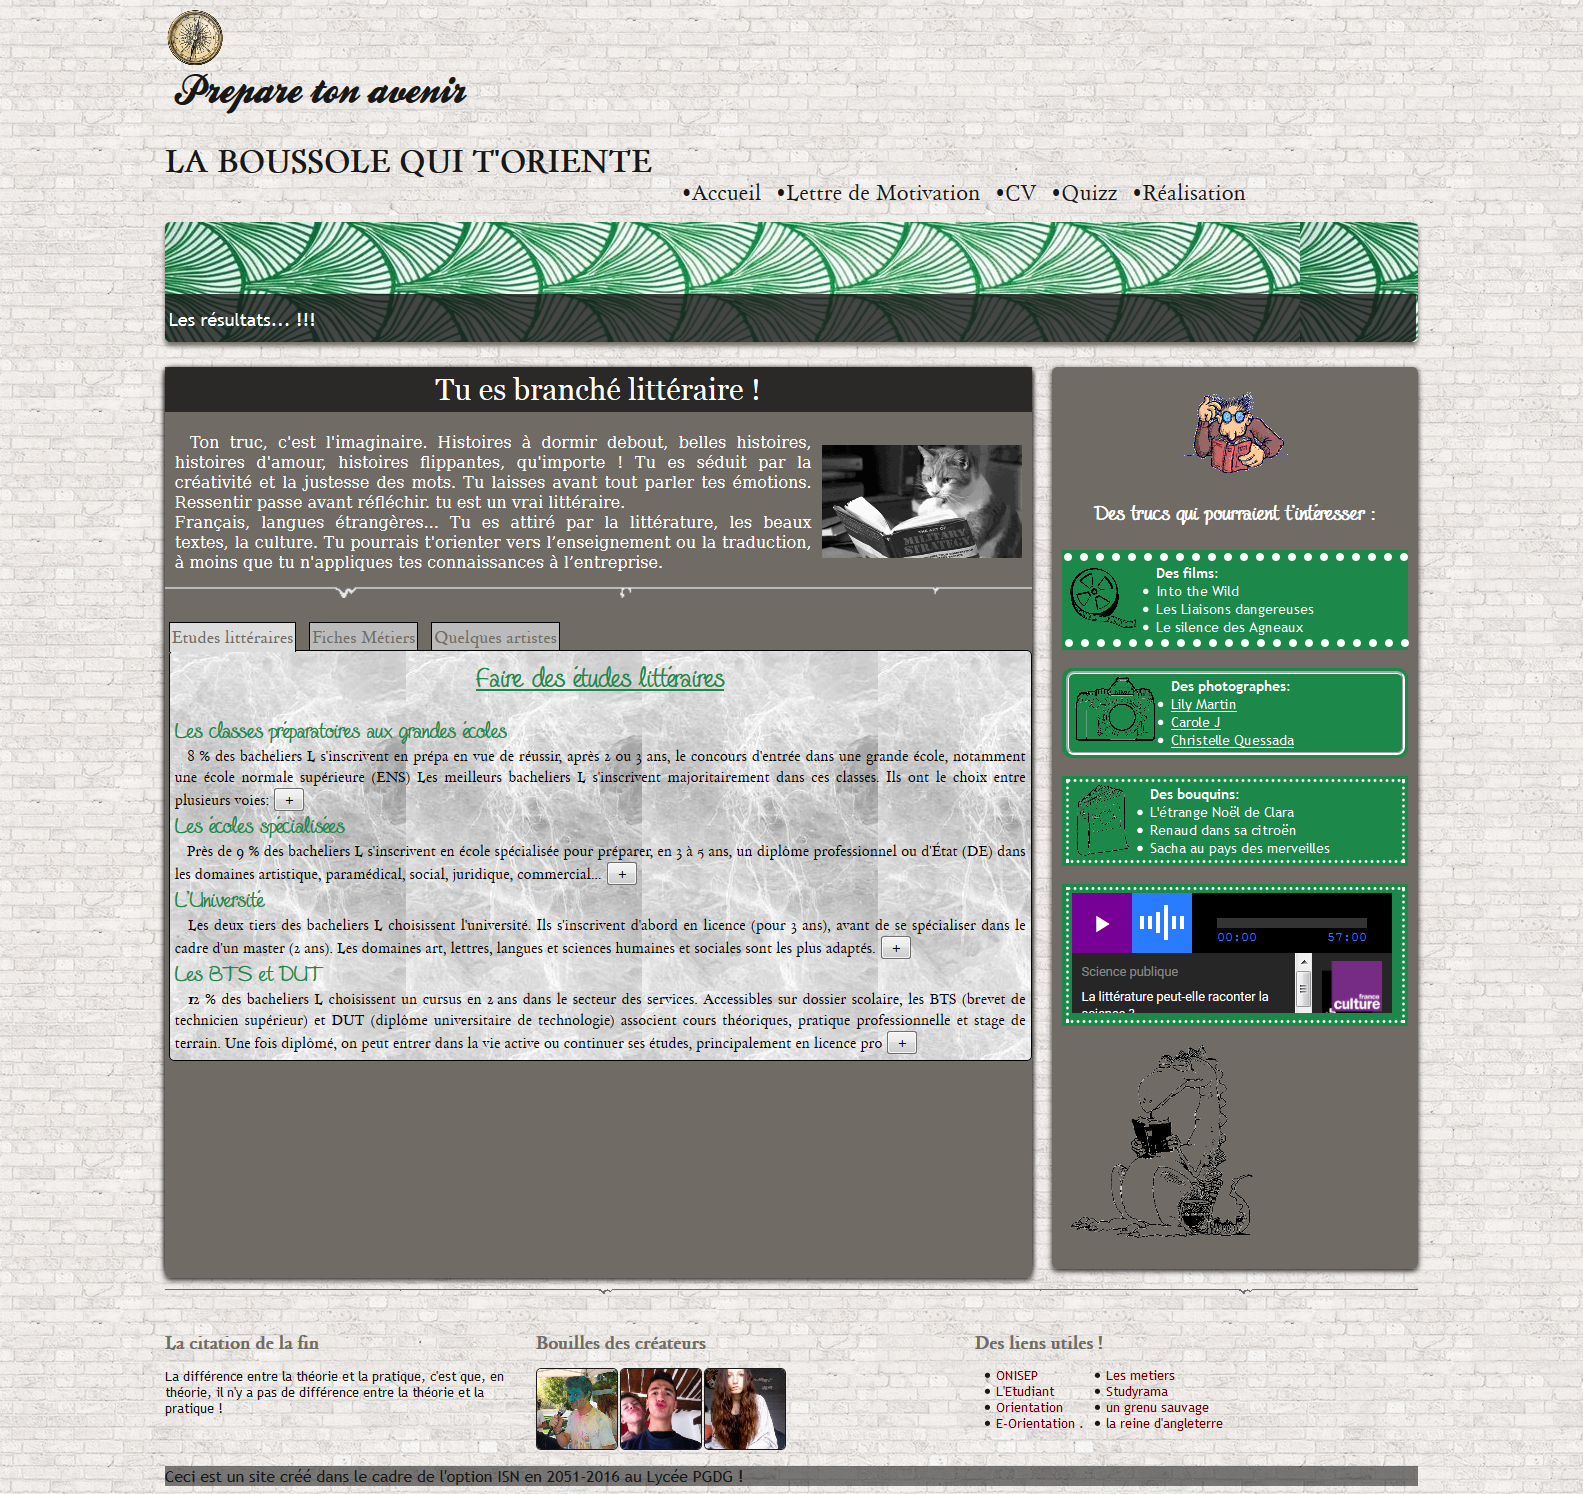 Prepare ton avenir
LA BOUSSOLE QUI T'ORIENTE
•Accueil •Lettre de Motivation •CV •Quizz •Réalisation
Les résultats... !!!
Tu es branché littéraire !
Ton truc, c'est l'imaginaire. Histoires à dormir debout, belles histoires,
histoires d'amour, histoires flippantes, qu'importe ! Tu es séduit par la
créativité et la justesse des mots. Tu laisses avant tout parler tes émotions.
Ressentir passe avant réfléchir. tu est un vrai littéraire.
Français, langues étrangères... Tu es attiré par la littérature, les beaux
textes, la culture. Tu pourrais t'orienter vers l’enseignement ou la traduction,
à moins que tu n'appliques tes connaissances à l’entreprise.
MILITARY
STRATEGY
Etudes littéraires
Fiches Métiers
Quelques artistes
Faire des études littéraires
Les classes préparatoires aux grandes écoles
8 % des bacheliers L s'inscrivent en prépa en vue de réussir, après 2 ou 3 ans, le concours d'entrée dans une grande école, notamment
une école normale supérieure (ENS) Les meilleurs bacheliers L s'inscrivent majoritairement dans ces classes. Ils ont le choix entre
plusieurs voies: +
Les écoles spécialisées
Près de 9 % des bacheliers L s'inscrivent en école spécialisée pour préparer, en 3 à 5 ans, un diplôme professionnel ou d'État (DE) dans
les domaines artistique, paramédical, social, juridique, commercial... +
L'Université
Les deux tiers des bacheliers L choisissent l'université. Ils s'inscrivent d'abord en licence (pour 3 ans), avant de se spécialiser dans le
cadre d'un master (2 ans). Les domaines art, lettres, langues et sciences humaines et sociales sont les plus adaptés. +
Les BTS et DUT
12 % des bacheliers L choisissent un cursus en 2 ans dans le secteur des services. Accessibles sur dossier scolaire, les BTS (brevet de
technicien supérieur) et DUT (diplôme universitaire de technologie) associent cours théoriques, pratique professionnelle et stage de
terrain. Une fois diplômé, on peut entrer dans la vie active ou continuer ses études, principalement en licence pro +
Des trucs qui pourraient t'intéresser :
Des films:
• Into the Wild
• Les Liaisons dangereuses
• Le silence des Agneaux
Des photographes:
• Lily Martin
• Carole J
• Christelle Quessada
Des bouquins:
• L'étrange Noël de Clara
• Renaud dans sa citroën
• Sacha au pays des merveilles
00:00 57:00
Science publique
La littérature peut-elle raconter la
science ?
france
culture
La citation de la fin
La différence entre la théorie et la pratique, c'est que, en
théorie, il n'y a pas de différence entre la théorie et la
pratique !
Bouilles des créateurs
Des liens utiles !
• ONISEP
• L'Etudiant
• Orientation
• E-Orientation .
• Les metiers
• Studyrama
• un grenu sauvage
• la reine d'angleterre
Ceci est un site créé dans le cadre de l'option ISN en 2051-2016 au Lycée PGDG !